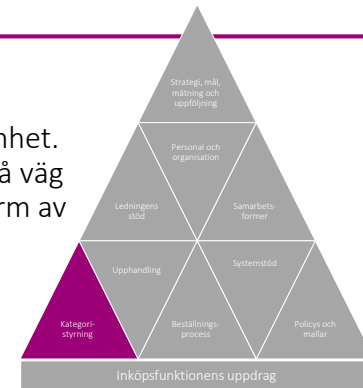 nhet.
å väg
rm av
Strategi, mål,
mätning och
uppföljning
Personal och
organisation
Ledningens
stöd
Samarbets-
former
Upphandling
Systemstöd
Kategori-
styrning
Beställnings-
process
Policys och
mallar
Inköpsfunktionens uppdrag